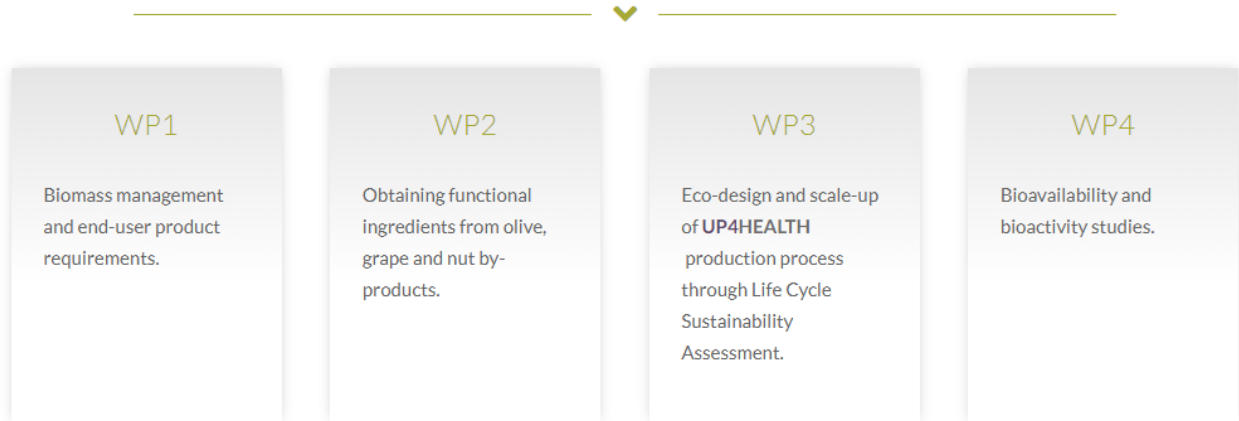 WP1
Biomass management
and end-user product
requirements.
WP2
Obtaining functional
ingredients from olive,
grape and nut by-
products.
WP3
Eco-design and scale-up
of UP4HEALTH
production process
through Life Cycle
Sustainability
Assessment.
WP4
Bioavailability and
bioactivity studies.